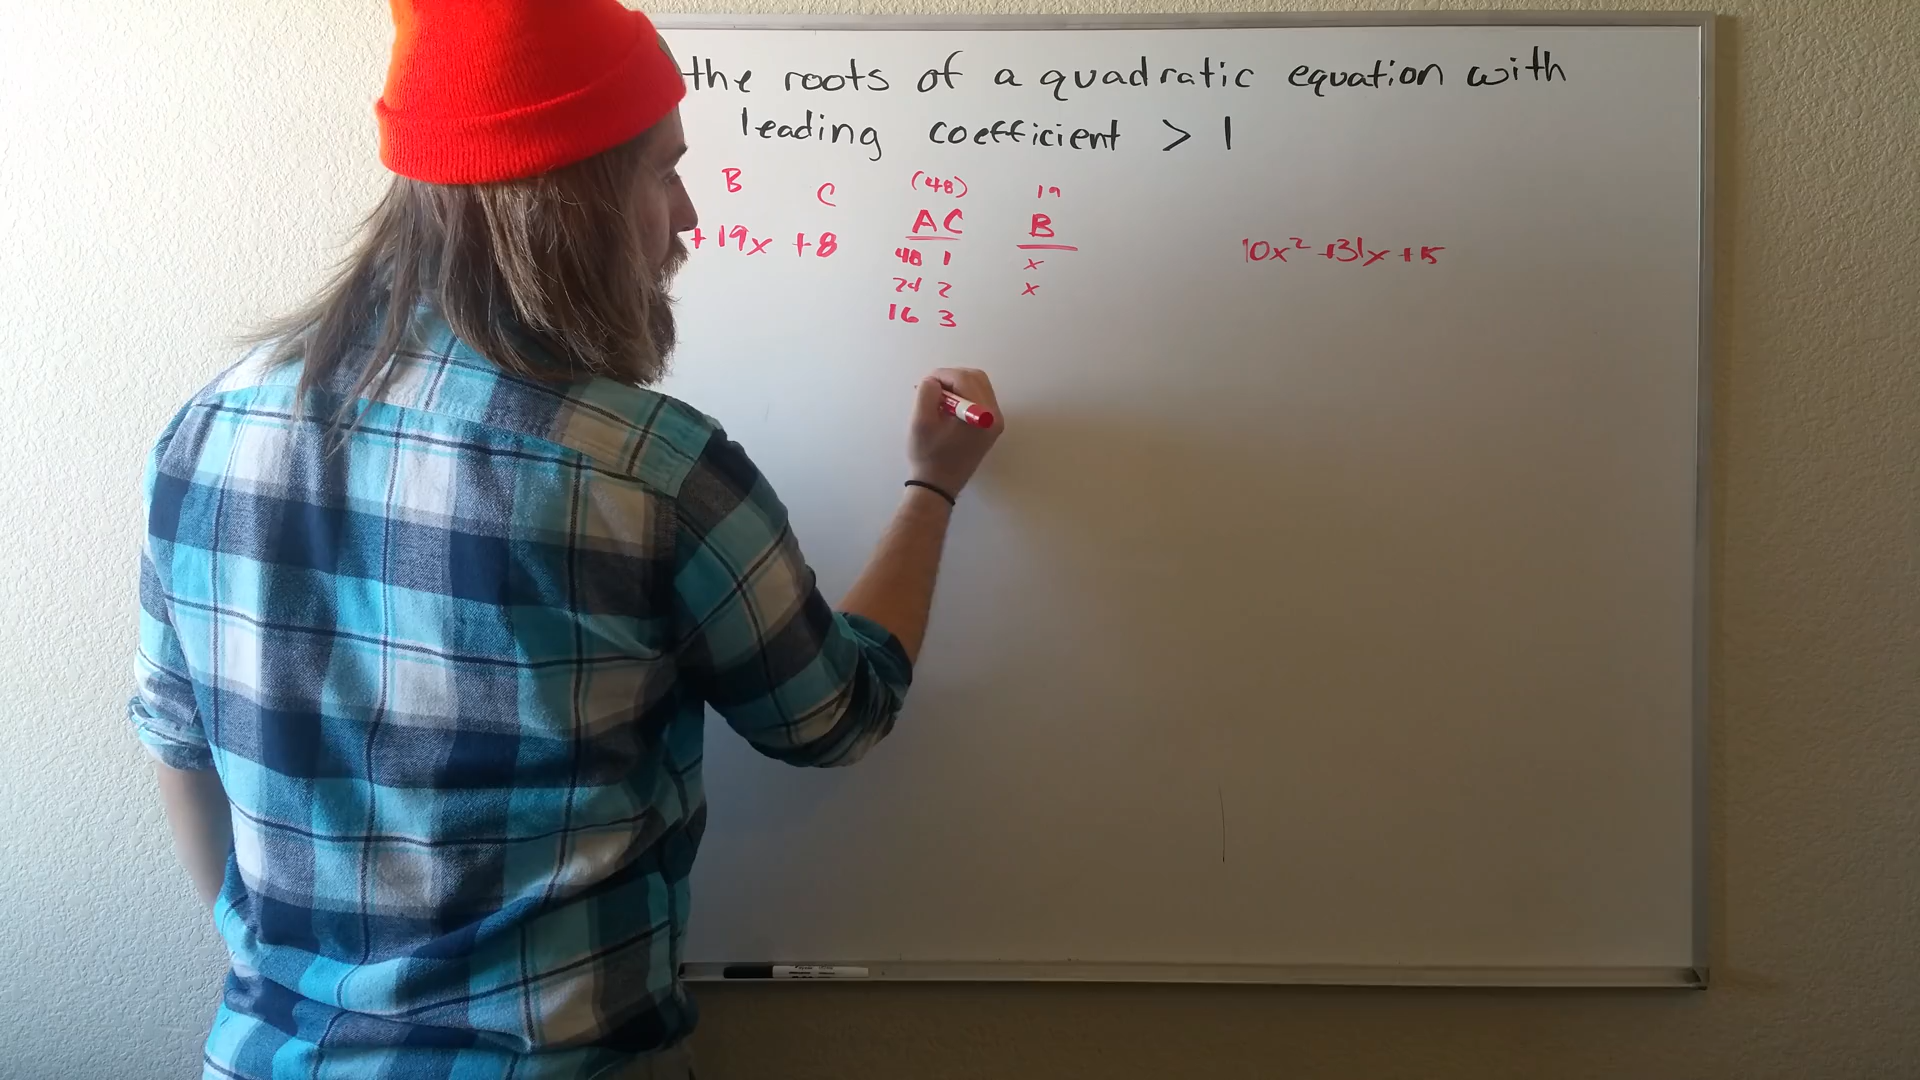 the roots of a quadratic equation with
leading coefficient > 1
B C (48) 19
AC B
+19x +8
48 1 x
24 2 x
16 3
10x² +31x +15